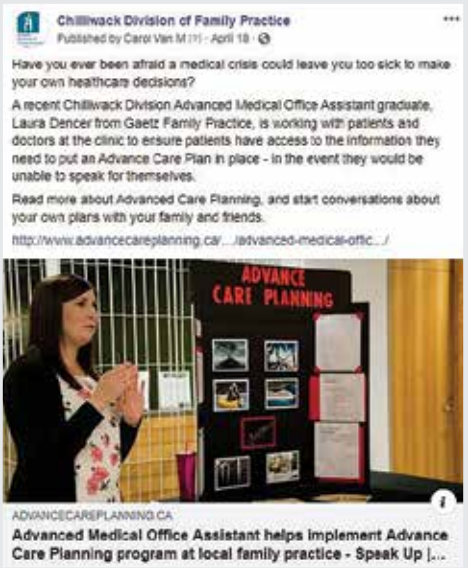 Chilliwack Division of Family Practice
Published by Carol Van M [?] · April 18 ·
Have you ever been afraid a medical crisis could leave you too sick to make
your own healthcare decisions?
A recent Chilliwack Division Advanced Medical Office Assistant graduate,
Laura Dencer from Gaetz Family Practice, is working with patients and
doctors at the clinic to ensure patients have access to the information they
need to put an Advance Care Plan in place - in the event they would be
unable to speak for themselves.
Read more about Advanced Care Planning, and start conversations about
your own plans with your family and friends.
http://www.advancecareplanning.ca/.../advanced-medical-offic.../
ADVANCE
CARE PLANNING
i
ADVANCECAREPLANNING.CA
Advanced Medical Office Assistant helps implement Advance
Care Planning program at local family practice - Speak Up |...